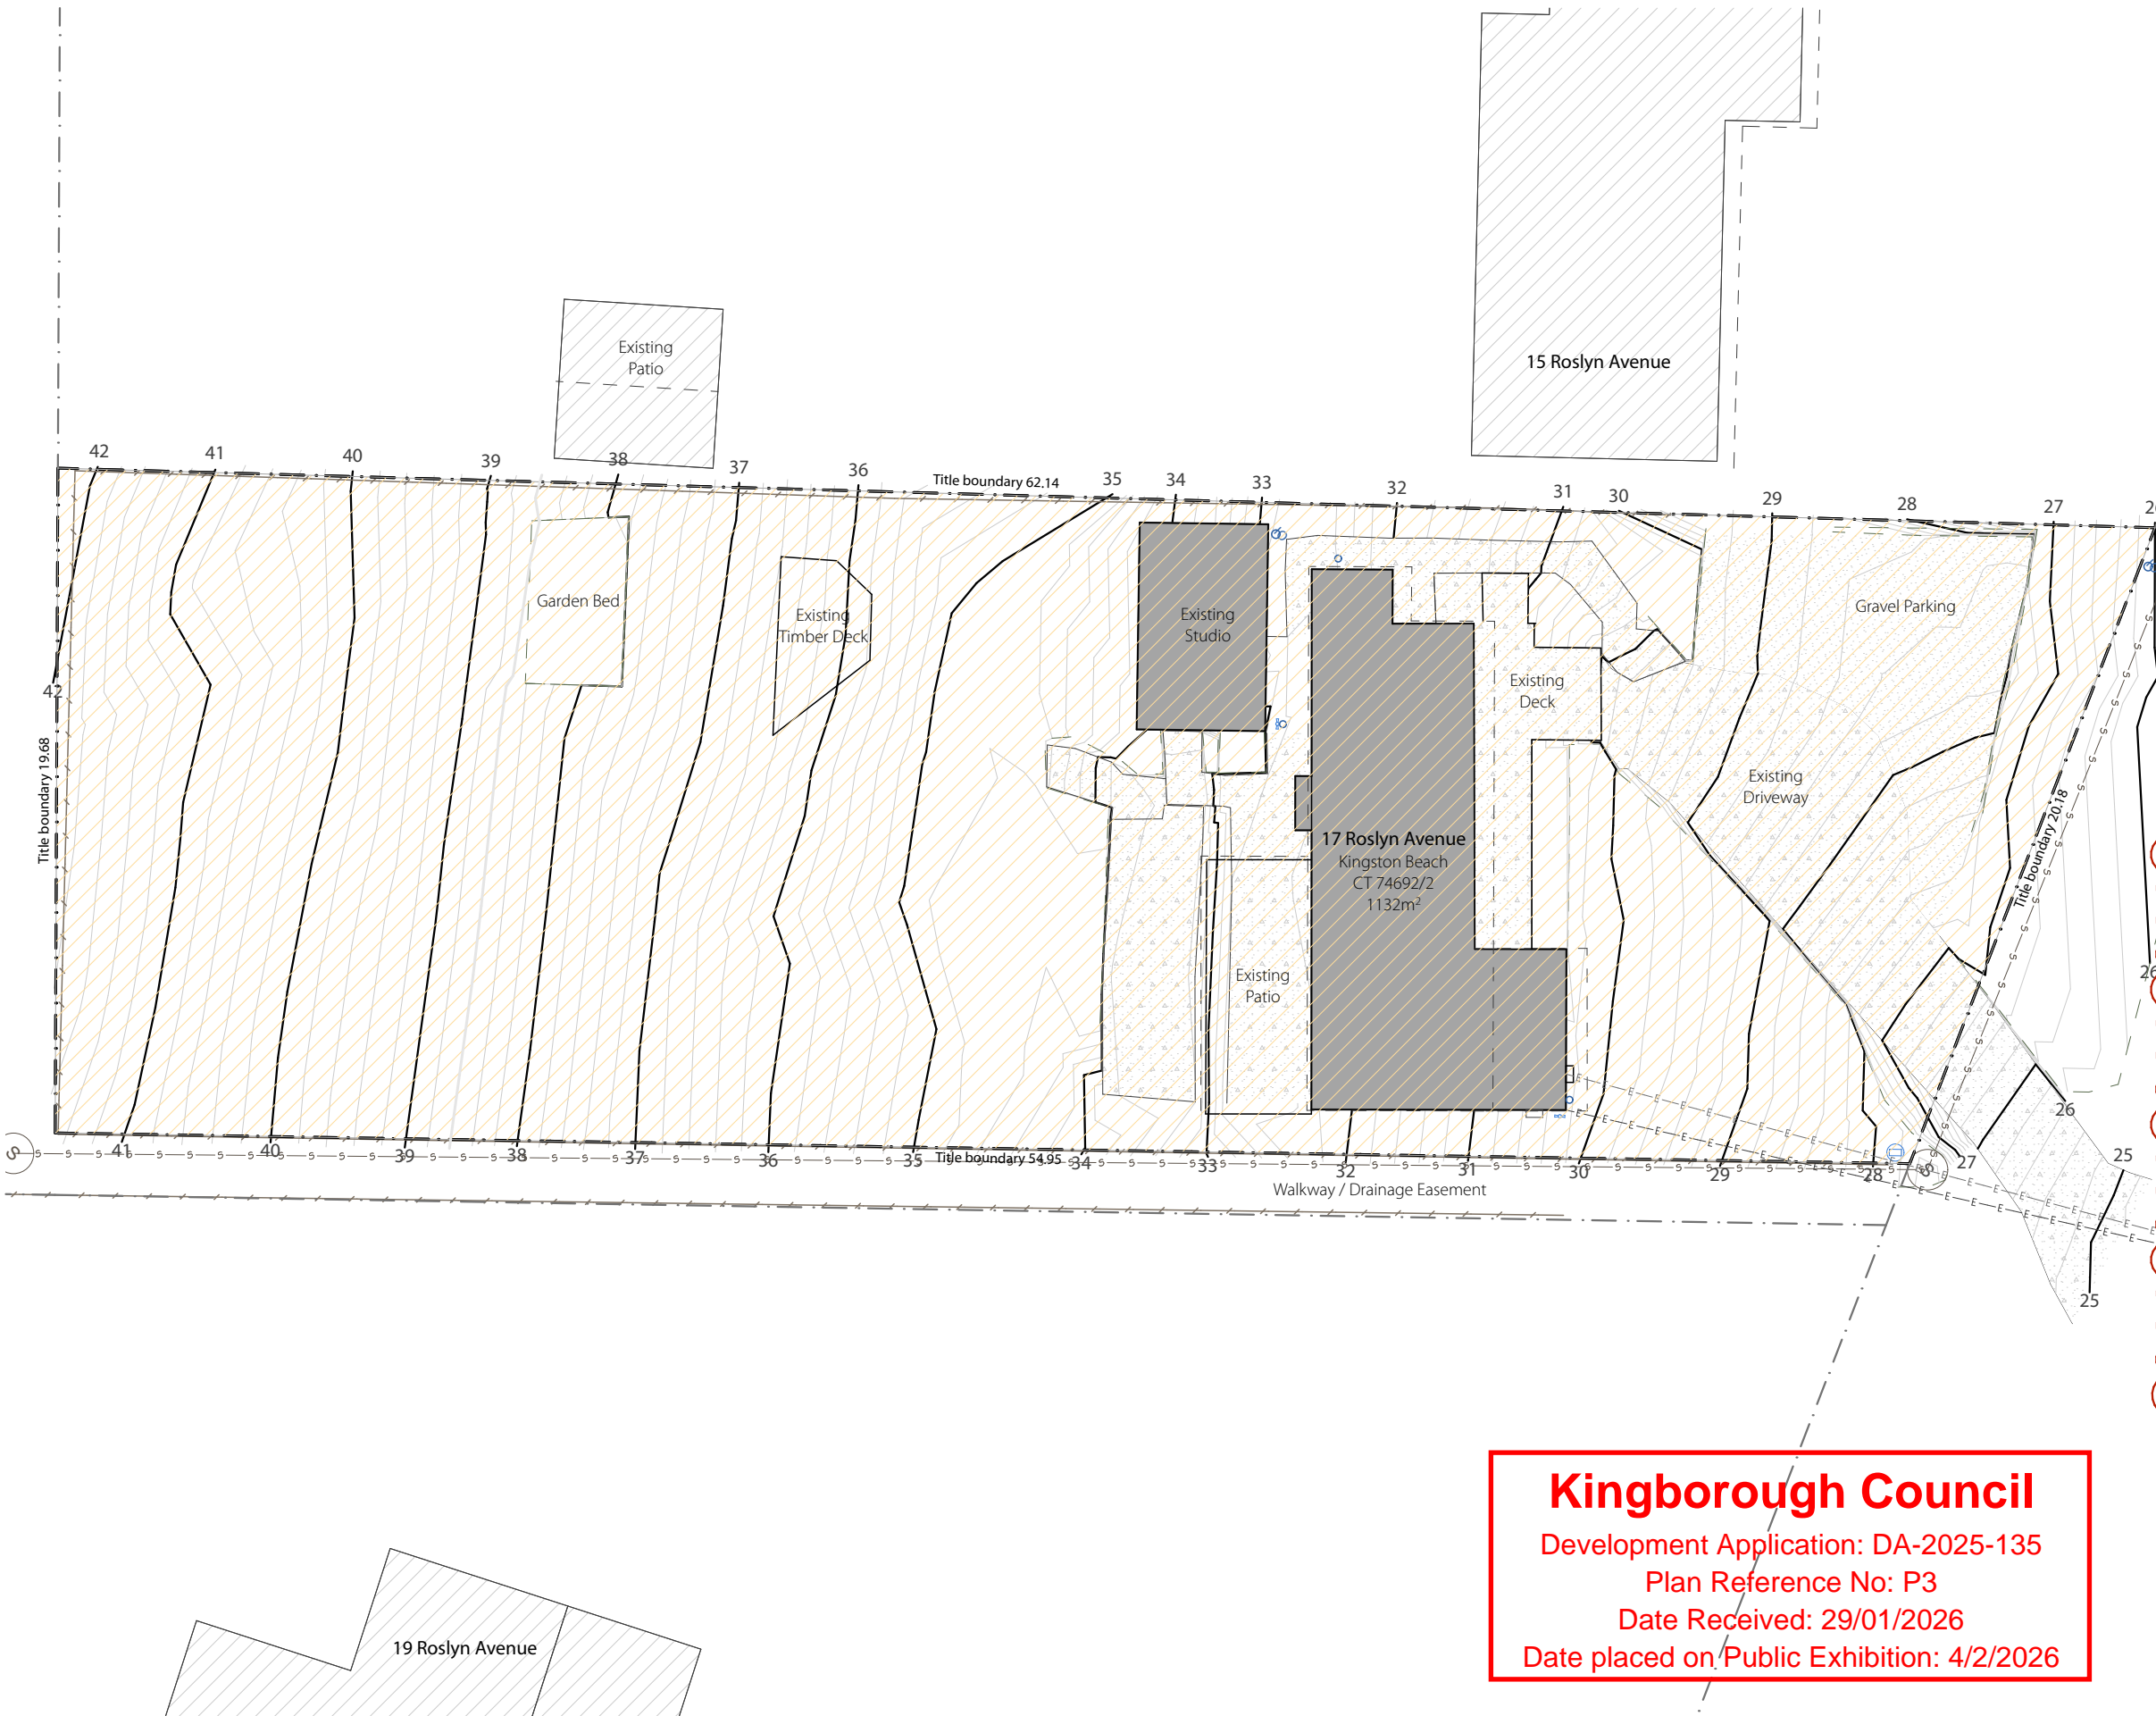 15 Roslyn Avenue
Existing
Patio
42
41
40
39
38
37
36
Title boundary 62.14
35
34
33
32
31
30
29
28
27
Garden Bed
Existing
Timber Deck
Existing
Studio
Gravel Parking
Existing
Deck
42
Title boundary 19.68
Existing
Driveway
Title boundary 20.18
17 Roslyn Avenue
Kingston Beach
CT 74692/2
1132m²
Existing
Patio
26
26
41
40
39
38
37
36
35
Title boundary 54.95
34
33
32
31
30
29
28
27
25
Walkway / Drainage Easement
25
Kingborough Council
Development Application: DA-2025-135
Plan Reference No: P3
Date Received: 29/01/2026
Date placed on Public Exhibition: 4/2/2026
19 Roslyn Avenue